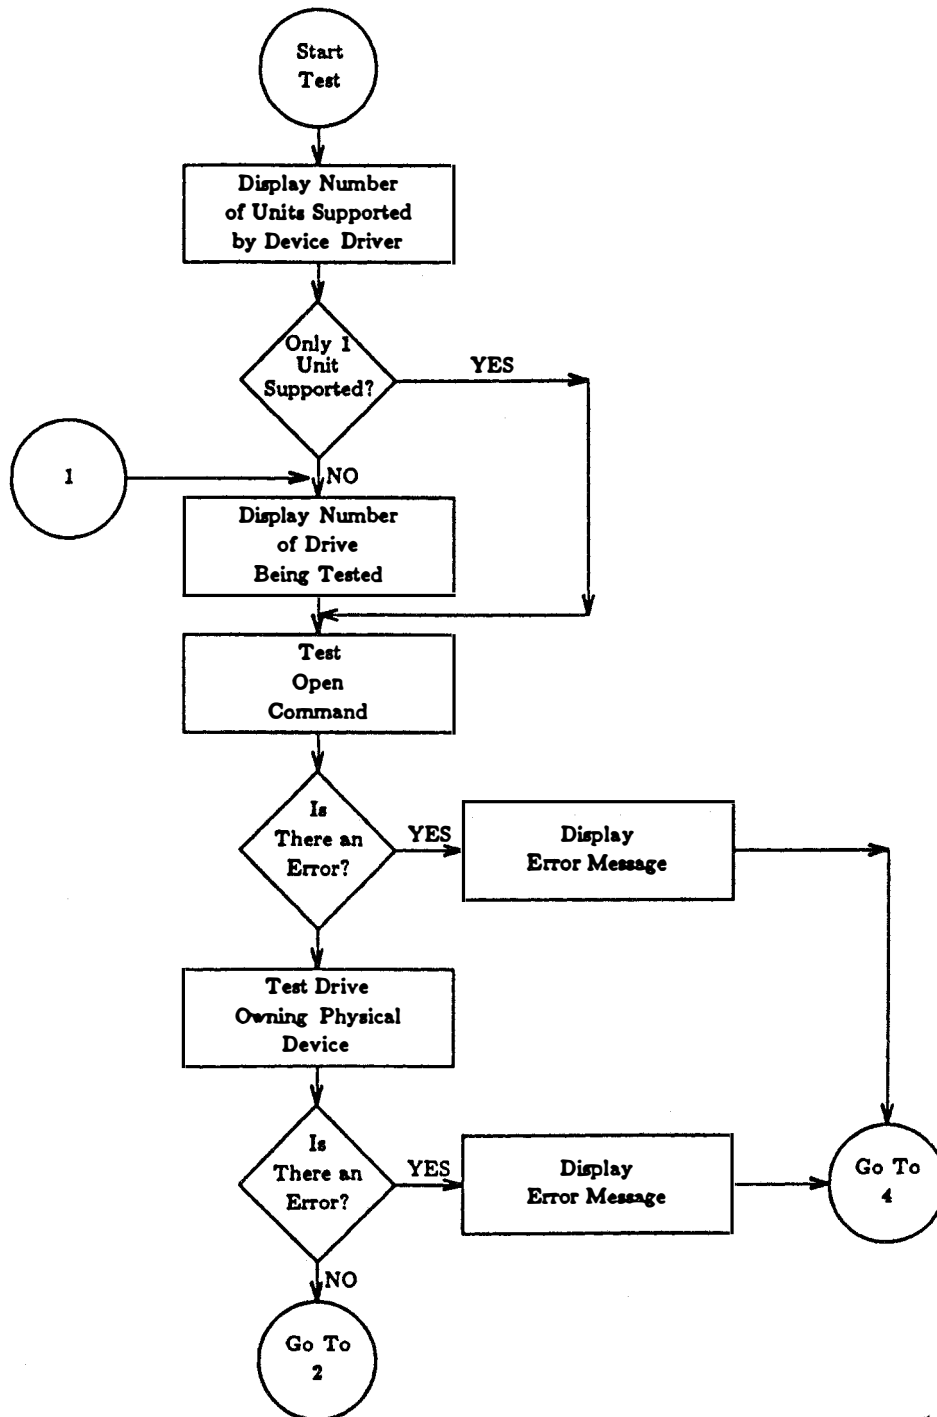 Start
Test
Display Number
of Units Supported
by Device Driver
Only 1
Unit
Supported?
YES
1
NO
Display Number
of Drive
Being Tested
Test
Open
Command
Is
There an
Error?
YES
Display
Error Message
Test Drive
Owning Physical
Device
Is
There an
Error?
YES
Display
Error Message
Go To
4
NO
Go To
2